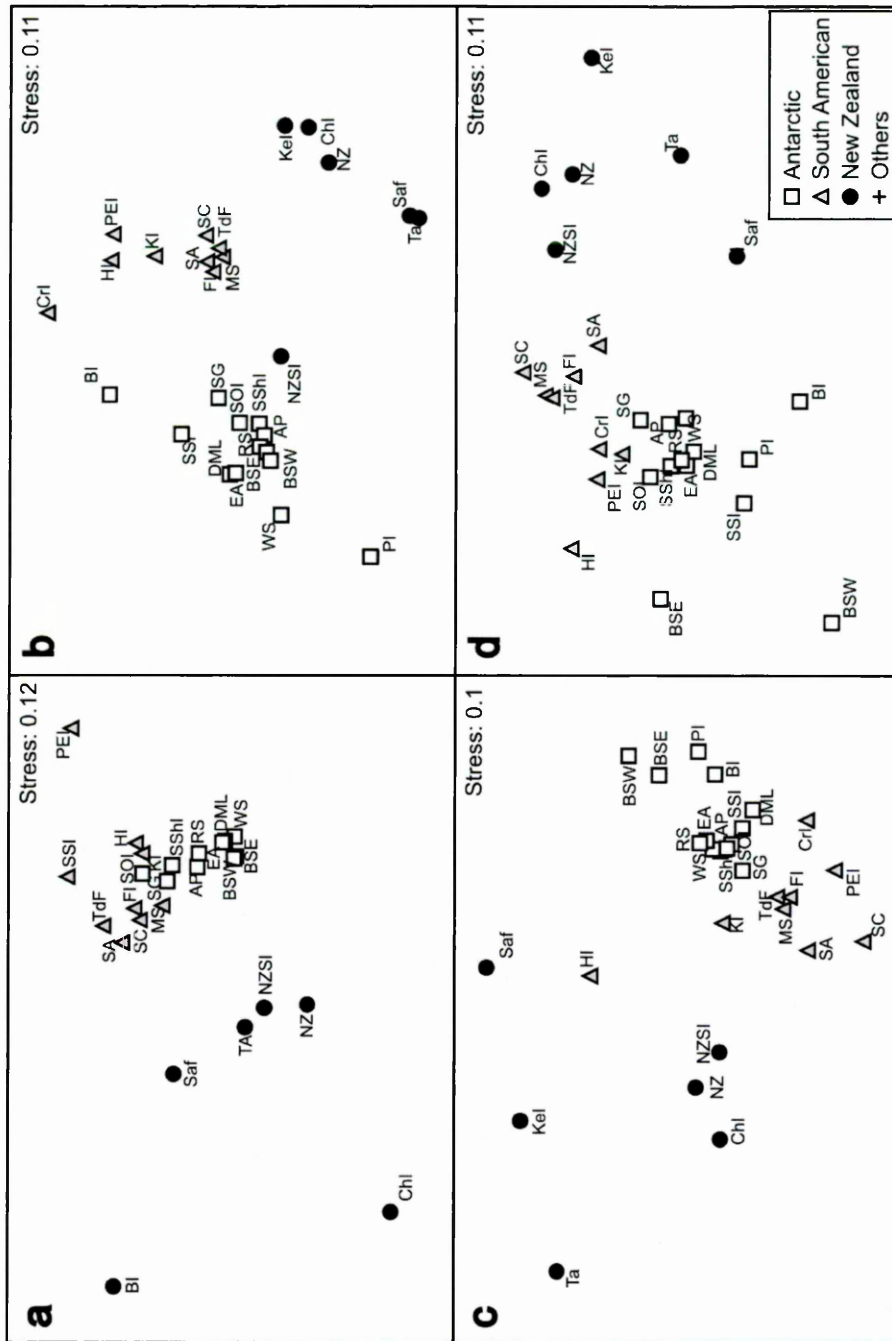 a
Stress: 0.12
PEI
SSI
TdF
HI
SOI
FI
KI
SA
SC
SG
SShI
MS
RS
AP
EA
DML
WS
BSW
BSE
NZSI
TA
NZ
Saf
BI
ChI
b
Stress: 0.11
CrI
BI
HI
PEI
KI
SSI
SA
SC
FI
TdF
MS
SG
SOI
DML
RS
SShI
EA
BSE
AP
BSW
WS
NZSI
PI
KeI
ChI
NZ
Saf
Ta
c
Stress: 0.1
Saf
KeI
Ta
HI
BSW
BSE
PI
BI
RS
EA
WS
AP
SSI
SShI
SOI
DML
SG
KI
NZSI
NZ
ChI
TdF
FI
MS
CrI
SA
PEI
SC
d
Stress: 0.11
KeI
ChI
NZ
NZSI
Ta
Saf
SC
MS
SA
FI
TdF
CrI
KI
PEI
HI
SG
SOI
AP
RS
SShI
WS
EA
DML
BSE
SSI
PI
BI
BSW
Antarctic
South American
New Zealand
Others